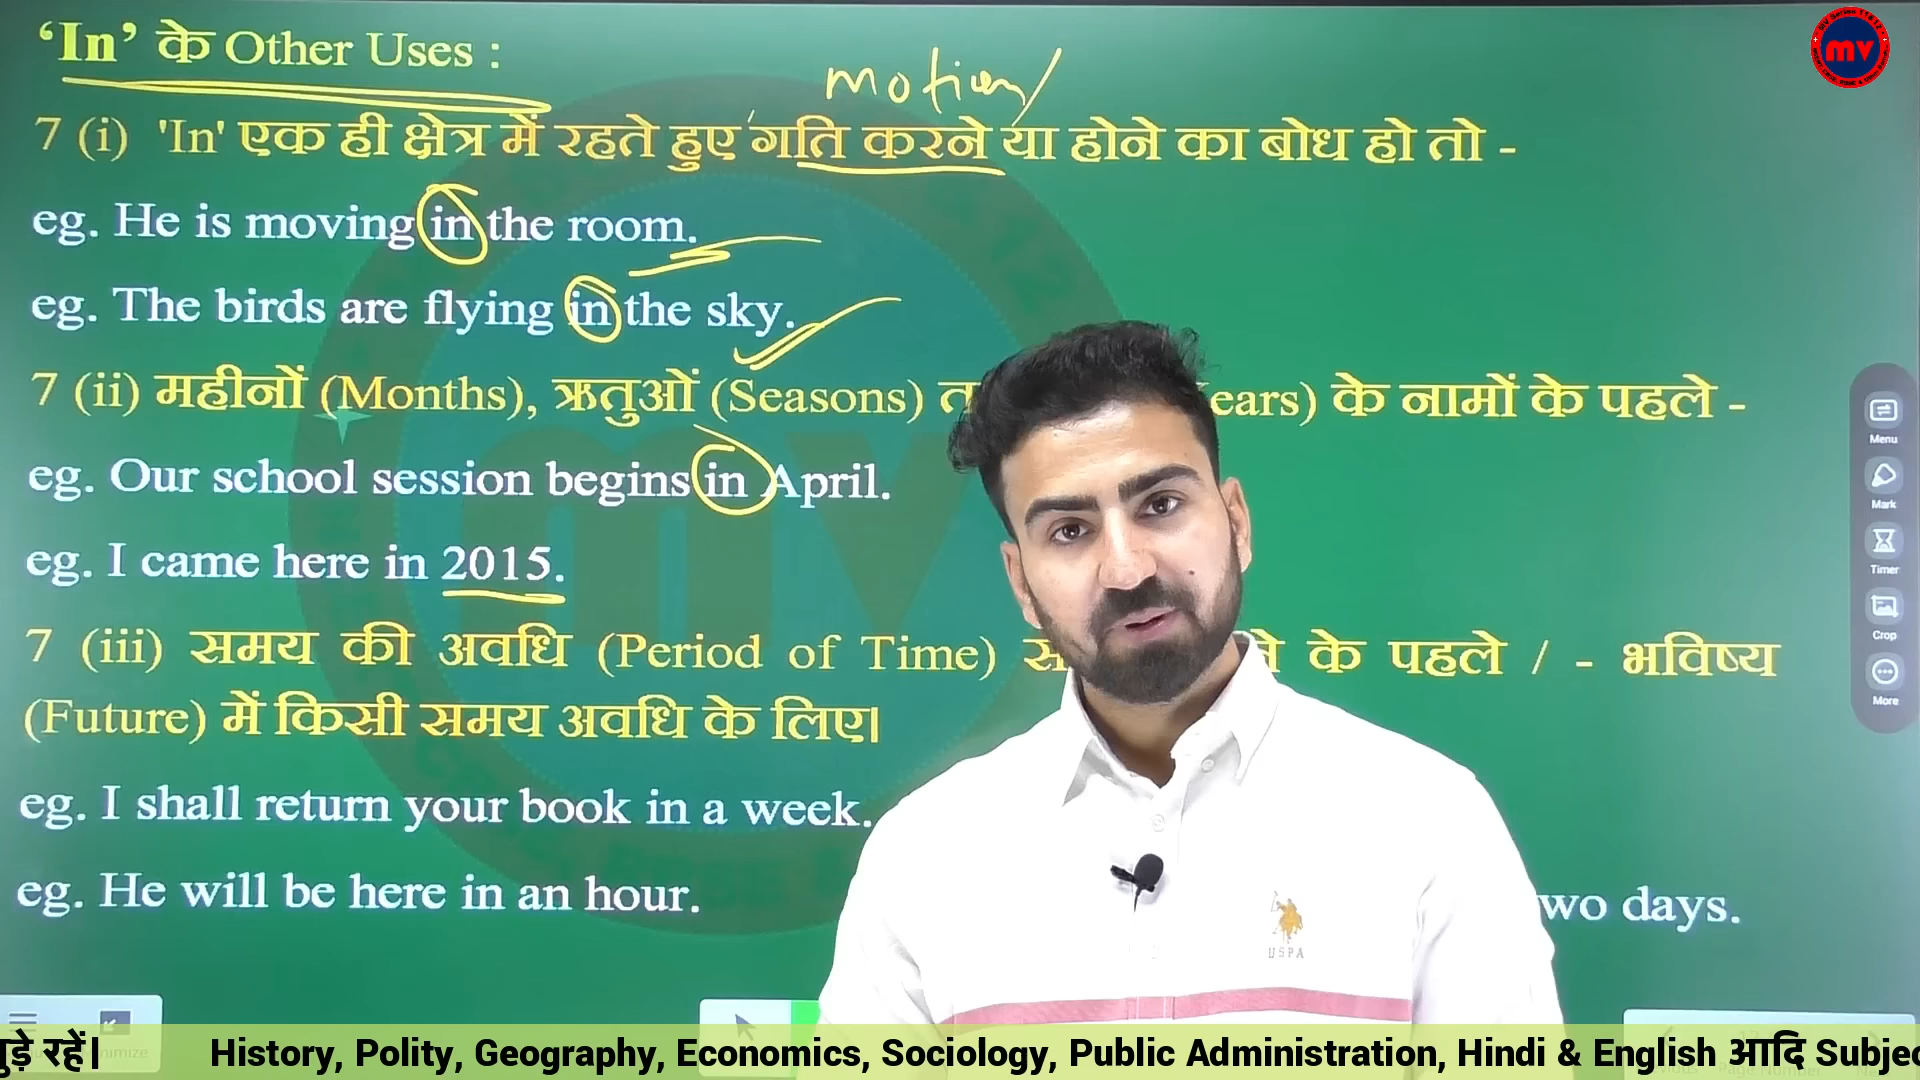 ‘In’ के Other Uses :
motion
7 (i) 'In' एक ही क्षेत्र में रहते हुए गति करने या होने का बोध हो तो -
eg. He is moving in the room.
eg. The birds are flying in the sky.
7 (ii) महीनों (Months), ऋतुओं (Seasons) ears) के नामों के पहले -
eg. Our school session begins in April.
eg. I came here in 2015.
7 (iii) समय की अवधि (Period of Time) के पहले / - भविष्य
(Future) में किसी समय अवधि के लिए।
eg. I shall return your book in a week.
eg. He will be here in an hour. wo days.
mv
Menu
Mark
Timer
Crop
More
USPA
ुड़े रहें। History, Polity, Geography, Economics, Sociology, Public Administration, Hindi & English आदि Subjec